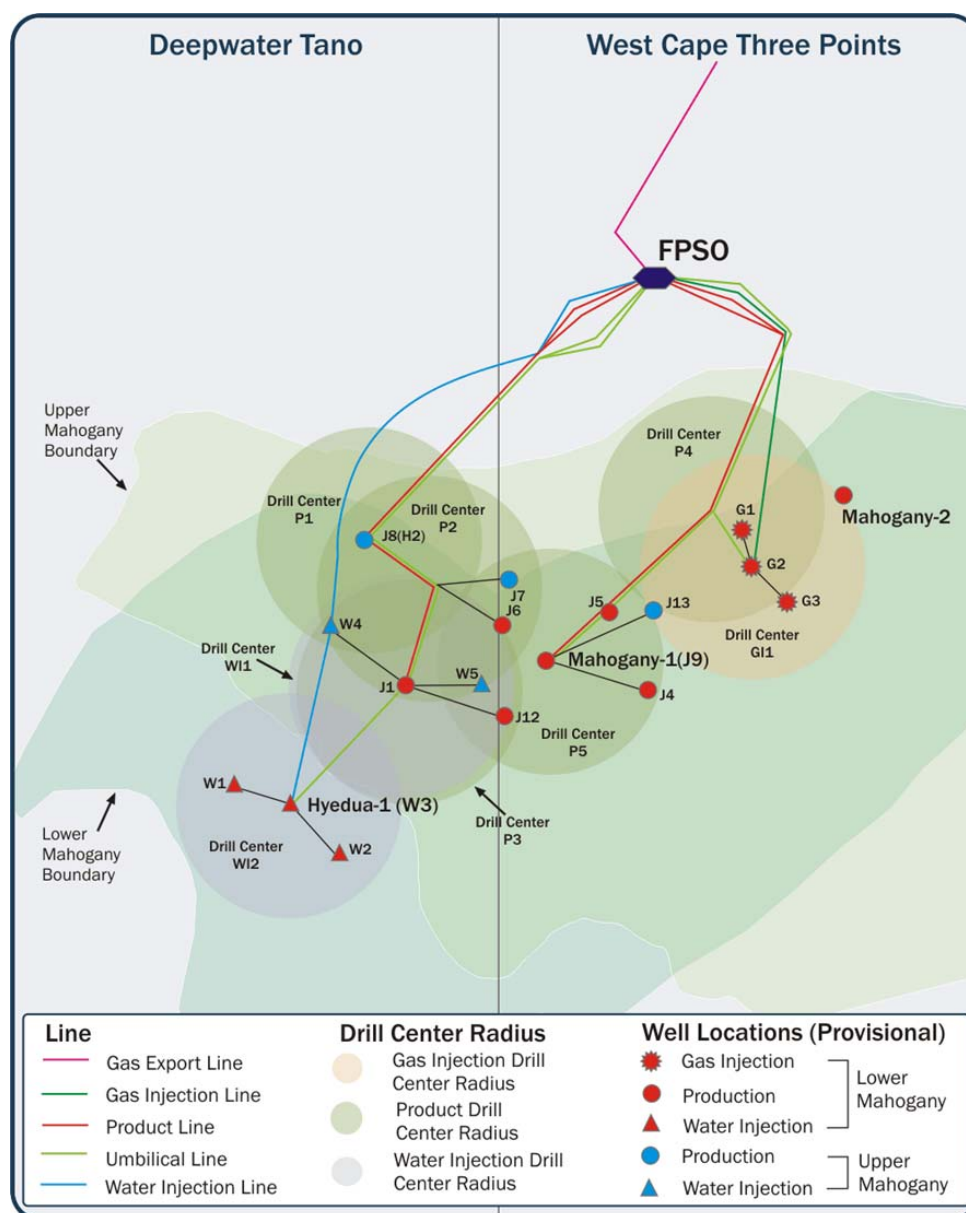 Deepwater Tano
West Cape Three Points
FPSO
Upper
Mahogany
Boundary
Drill Center
P4
Drill Center
P1
Drill Center
P2
G1
Mahogany-2
J8(H2)
G2
J7
J6
J5
J13
G3
W4
Drill Center
WI1
Drill Center
GI1
Mahogany-1(J9)
J1
W5
J4
J12
Drill Center
P5
W1
Hyedua-1 (W3)
Drill Center
P3
Lower
Mahogany
Boundary
Drill Center
WI2
W2
Line
Gas Export Line
Gas Injection Line
Product Line
Umbilical Line
Water Injection Line
Drill Center Radius
Gas Injection Drill
Center Radius
Product Drill
Center Radius
Water Injection Drill
Center Radius
Well Locations (Provisional)
Gas Injection
Production
Water Injection
Lower
Mahogany
Production
Water Injection
Upper
Mahogany